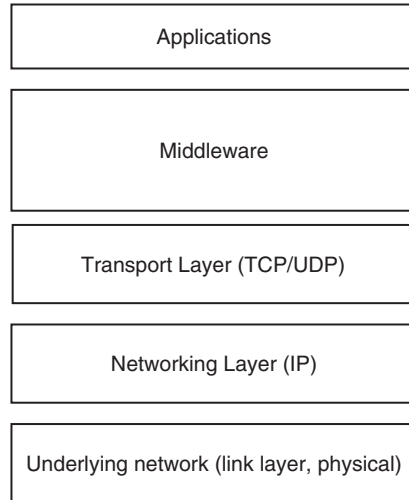 Applications
Middleware
Transport Layer (TCP/UDP)
Networking Layer (IP)
Underlying network (link layer, physical)